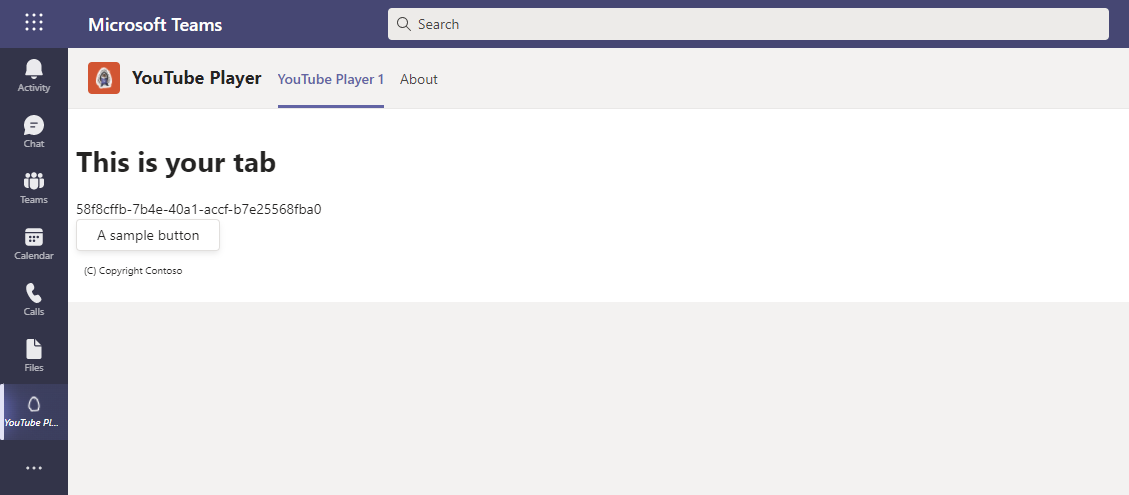 Microsoft Teams
Search
Activity
Chat
Teams
Calendar
Calls
Files
YouTube Pl...
YouTube Player
YouTube Player 1
About
This is your tab
58f8cffb-7b4e-40a1-accf-b7e25568fba0
A sample button
(C) Copyright Contoso